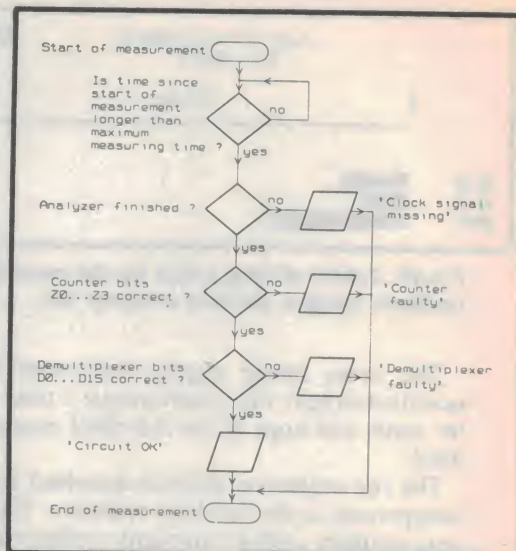 Start of measurement
Is time since
start of
measurement
longer than
maximum
measuring time ?
no
yes
Analyzer finished ?
no
'Clock signal
missing'
yes
Counter bits
Z0...Z3 correct ?
no
'Counter
faulty'
yes
Demultiplexer bits
D0...D15 correct ?
no
'Demultiplexer
faulty'
yes
'Circuit OK'
End of measurement